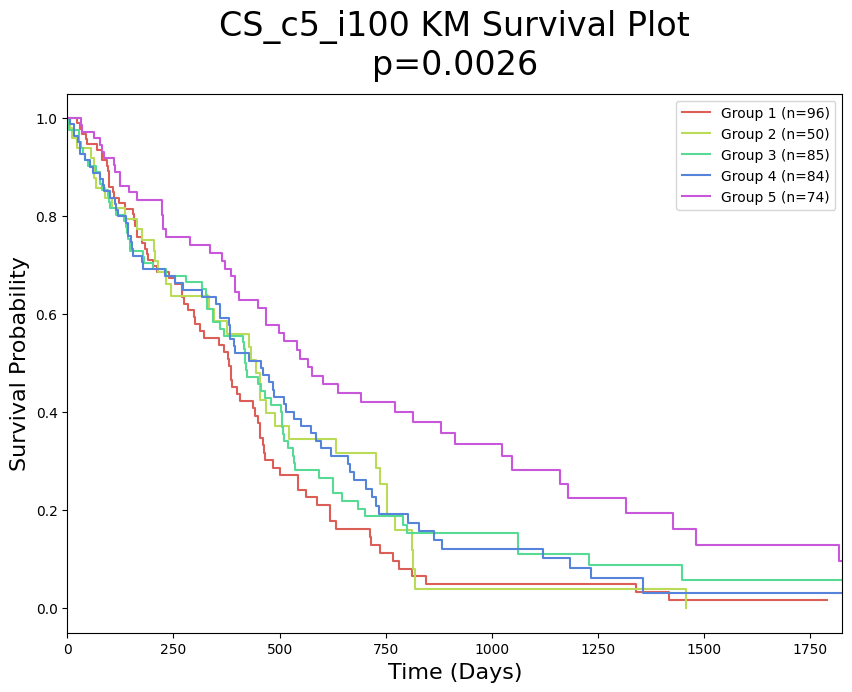 CS_c5_i100 KM Survival Plot
p=0.0026
Group 1 (n=96)
Group 2 (n=50)
Group 3 (n=85)
Group 4 (n=84)
Group 5 (n=74)
Survival Probability
1.0
0.8
0.6
0.4
0.2
0.0
0 250 500 750 1000 1250 1500 1750
Time (Days)